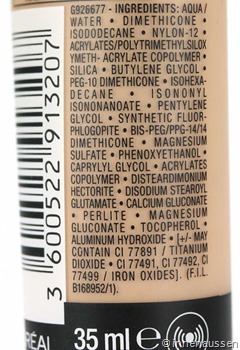 G926677 - INGREDIENTS: AQUA/
WATER • DIMETHICONE •
ISODODECANE • NYLON-12
ACRYLATES/POLYTRIMETHYLSILOX
YMETH- ACRYLATE COPOLYMER •
SILICA • BUTYLENE GLYCOL •
PEG-10 DIMETHICONE • ISOHEXA-
DECANE • ISONONYL
ISONONANOATE • PENTYLENE
GLYCOL • SYNTHETIC FLUOR-
PHLOGOPITE • BIS-PEG/PPG-14/14
DIMETHICONE • MAGNESIUM
SULFATE • PHENOXYETHANOL •
CAPRYLYL GLYCOL • ACRYLATES
COPOLYMER • DISTEARDIMONIUM
HECTORITE • DISODIUM STEAROYL
GLUTAMATE • CALCIUM GLUCONATE
• PERLITE • MAGNESIUM
GLUCONATE • TOCOPHEROL •
ALUMINUM HYDROXIDE • [+/- MAY
CONTAIN CI 77891 / TITANIUM
DIOXIDE • CI 77491, CI 77492, CI
77499 / IRON OXIDES]. (F.I.L.
B168952/1).
3 600522 913207
RÉAL
35 ml e
© innenaussen